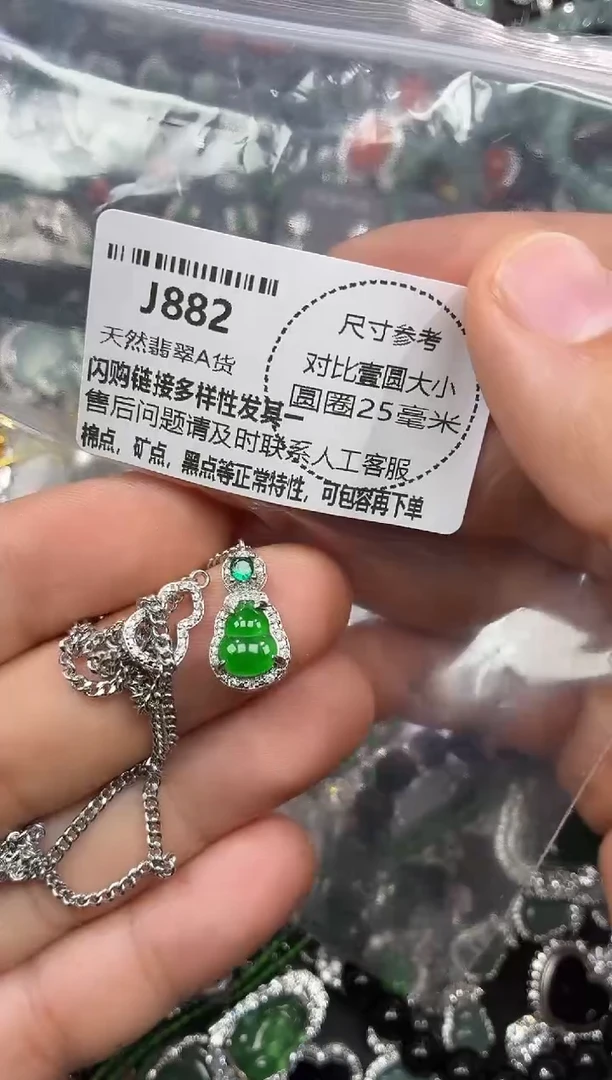 J882
天然翡翠A货
闪购链接多样性发其一
售后问题请及时联系人工客服
棉点，矿点，黑点等正常特性，可包容再下单
尺寸参考
对比壹圆大小
圆圈25毫米